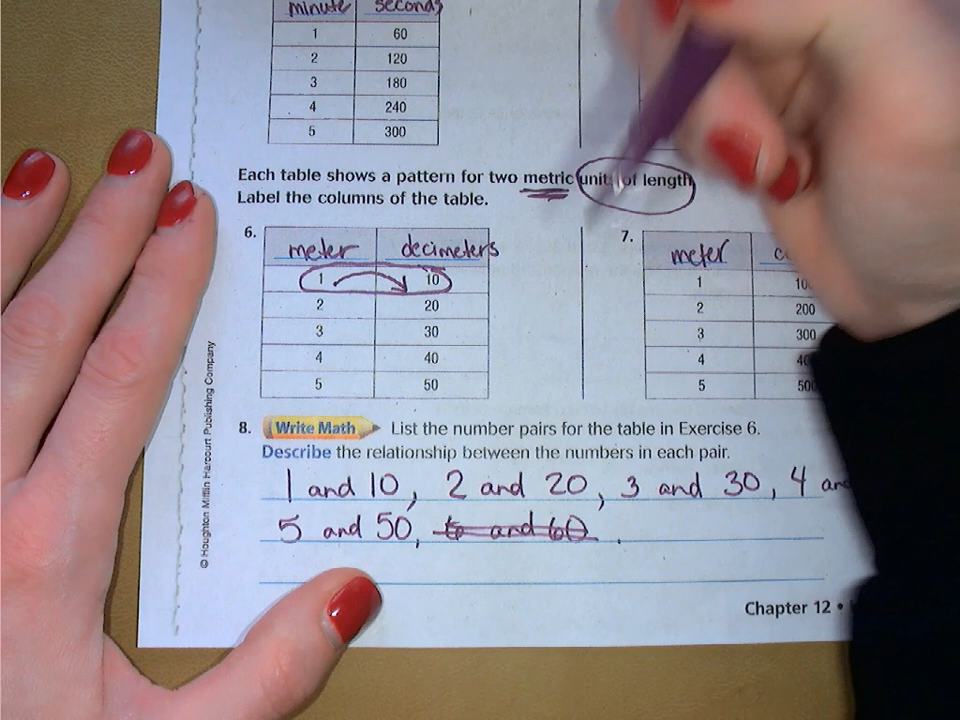 minute seconds
1 60
2 120
3 180
4 240
5 300
Each table shows a pattern for two metric units of length
Label the columns of the table.
6.
meter decimeters
1 10
2 20
3 30
4 40
5 50
7.
meter
1
2 200
3 300
4
5 500
8. Write Math List the number pairs for the table in Exercise 6.
Describe the relationship between the numbers in each pair.
1 and 10, 2 and 20, 3 and 30, 4 and
5 and 50, 6 and 60.
Chapter 12 •
© Houghton Mifflin Harcourt Publishing Company